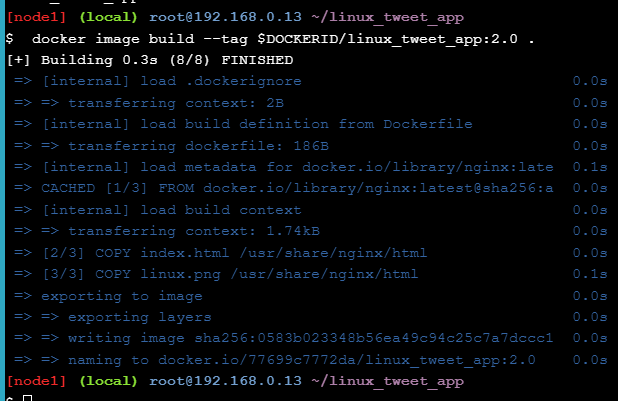 [node1] (local) root@192.168.0.13 ~/linux_tweet_app
$  docker image build --tag $DOCKERID/linux_tweet_app:2.0 .
[+] Building 0.3s (8/8) FINISHED
=> [internal] load .dockerignore 0.0s
=> => transferring context: 2B 0.0s
=> [internal] load build definition from Dockerfile 0.0s
=> => transferring dockerfile: 186B 0.0s
=> [internal] load metadata for docker.io/library/nginx:late 0.1s
=> CACHED [1/3] FROM docker.io/library/nginx:latest@sha256:a 0.0s
=> [internal] load build context 0.0s
=> => transferring context: 1.74kB 0.0s
=> [2/3] COPY index.html /usr/share/nginx/html 0.0s
=> [3/3] COPY linux.png /usr/share/nginx/html 0.1s
=> exporting to image 0.0s
=> => exporting layers 0.0s
=> => writing image sha256:0583b023348b56ea49c94c25c7a7dccc1 0.0s
=> => naming to docker.io/77699c7772da/linux_tweet_app:2.0 0.0s
[node1] (local) root@192.168.0.13 ~/linux_tweet_app
$